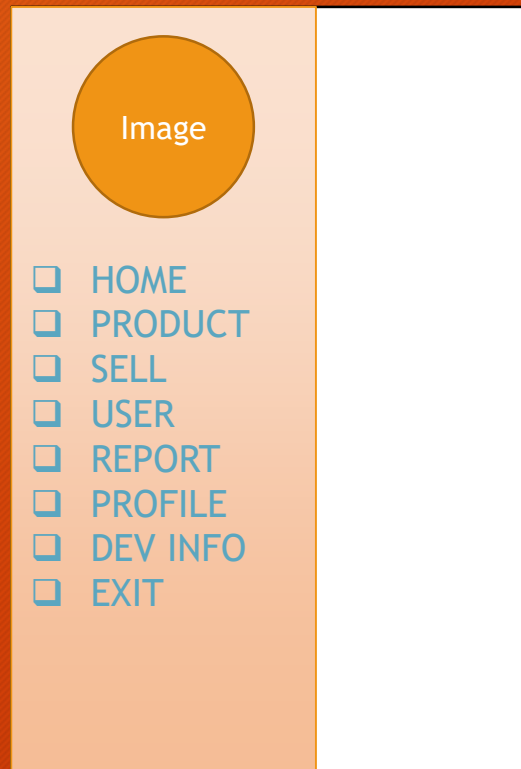 Image
HOME
PRODUCT
SELL
USER
REPORT
PROFILE
DEV INFO
EXIT